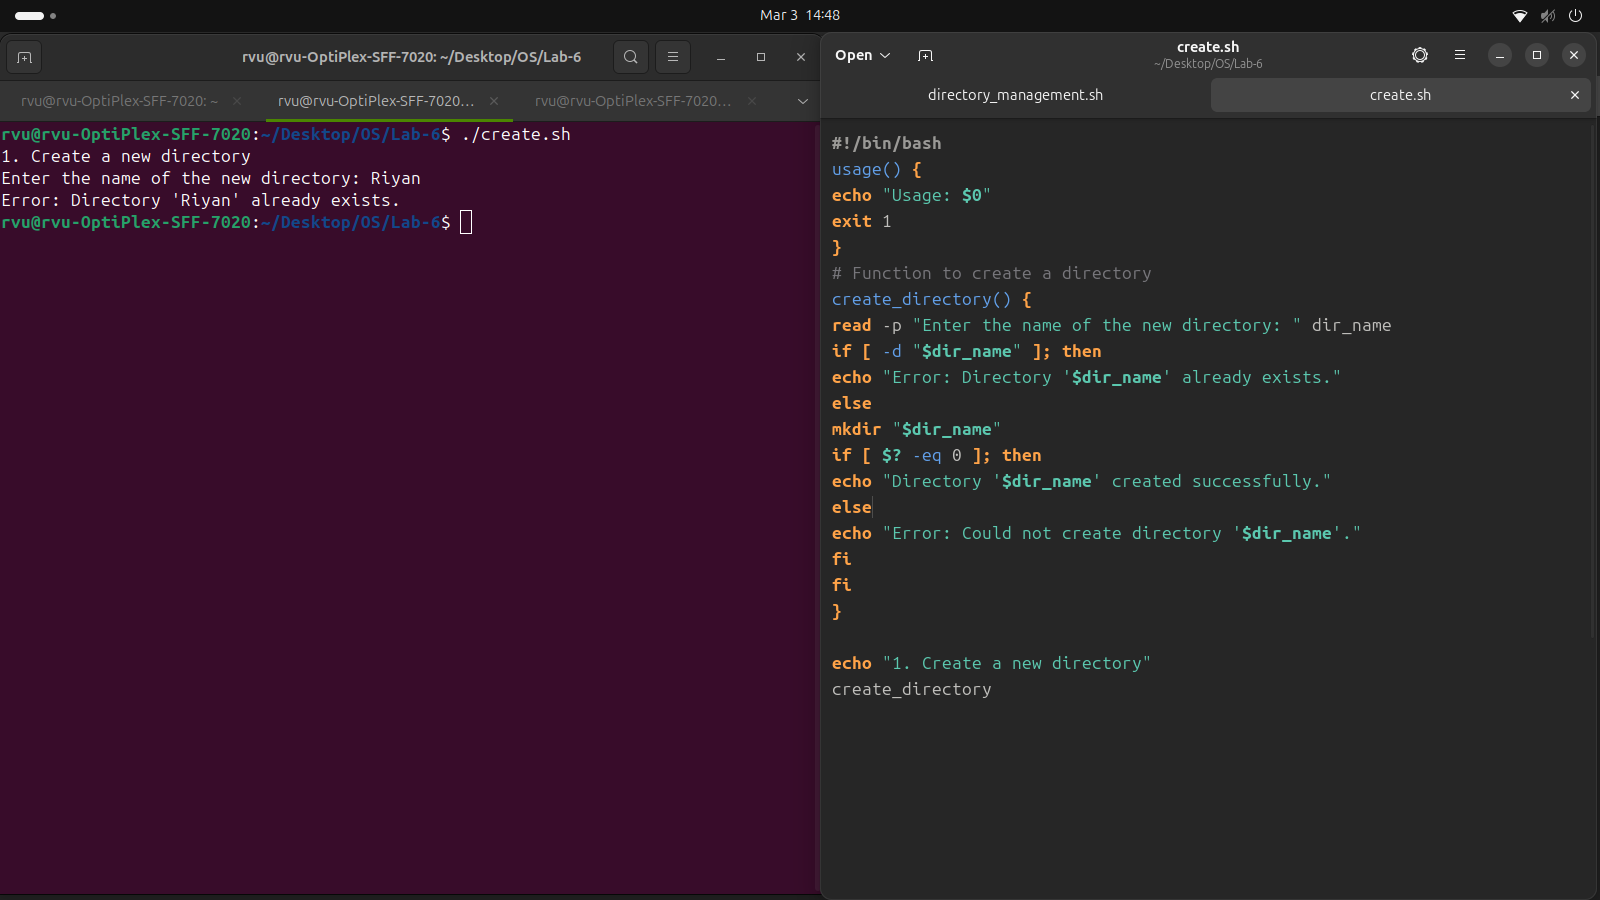 Mar 3 14:48
rvu@rvu-OptiPlex-SFF-7020: ~/Desktop/OS/Lab-6
rvu@rvu-OptiPlex-SFF-7020: ~
rvu@rvu-OptiPlex-SFF-7020...
rvu@rvu-OptiPlex-SFF-7020...
rvu@rvu-OptiPlex-SFF-7020:~/Desktop/OS/Lab-6$ ./create.sh
1. Create a new directory
Enter the name of the new directory: Riyan
Error: Directory 'Riyan' already exists.
rvu@rvu-OptiPlex-SFF-7020:~/Desktop/OS/Lab-6$
Open
create.sh
~/Desktop/OS/Lab-6
directory_management.sh
create.sh
#!/bin/bash
usage() {
echo "Usage: $0"
exit 1
}
# Function to create a directory
create_directory() {
read -p "Enter the name of the new directory: " dir_name
if [ -d "$dir_name" ]; then
echo "Error: Directory '$dir_name' already exists."
else
mkdir "$dir_name"
if [ $? -eq 0 ]; then
echo "Directory '$dir_name' created successfully."
else
echo "Error: Could not create directory '$dir_name'."
fi
fi
}
echo "1. Create a new directory"
create_directory